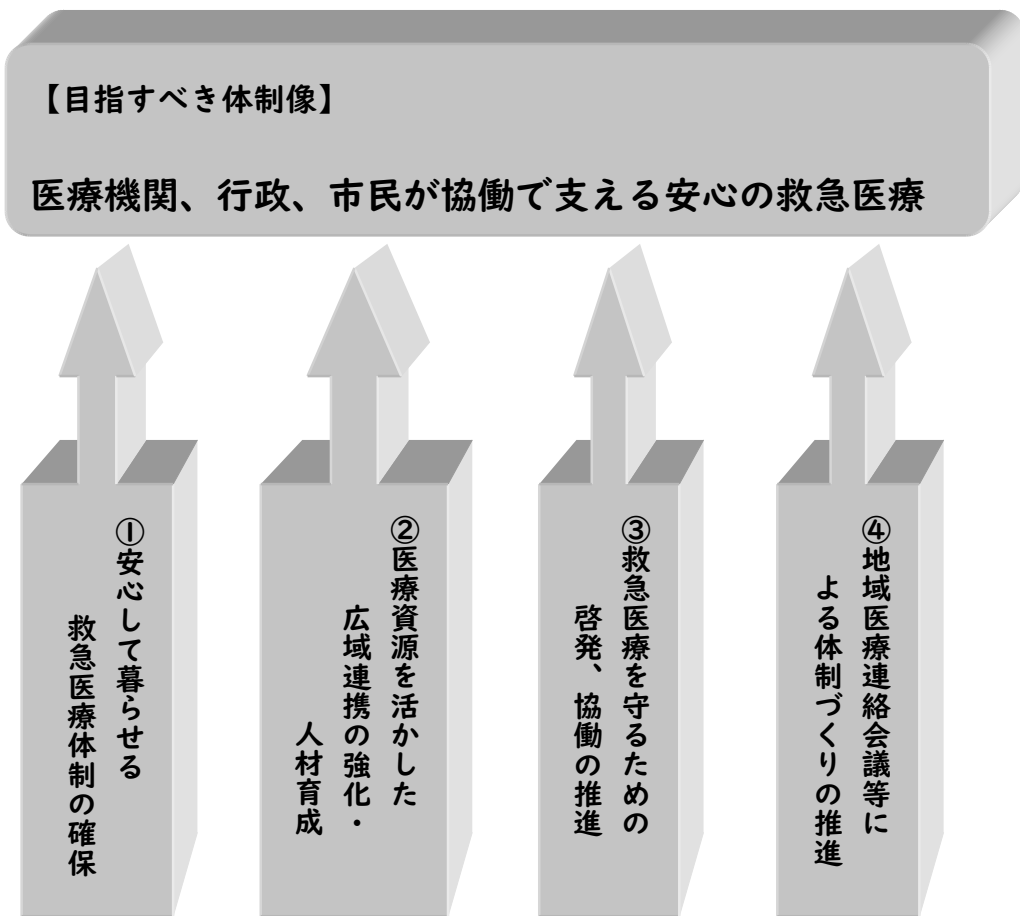 【目指すべき体制像】
医療機関、行政、市民が協働で支える安心の救急医療
①安心して暮らせる
救急医療体制の確保
②医療資源を活かした
広域連携の強化・
人材育成
③救急医療を守るための
啓発、協働の推進
④地域医療連絡会議等に
よる体制づくりの推進